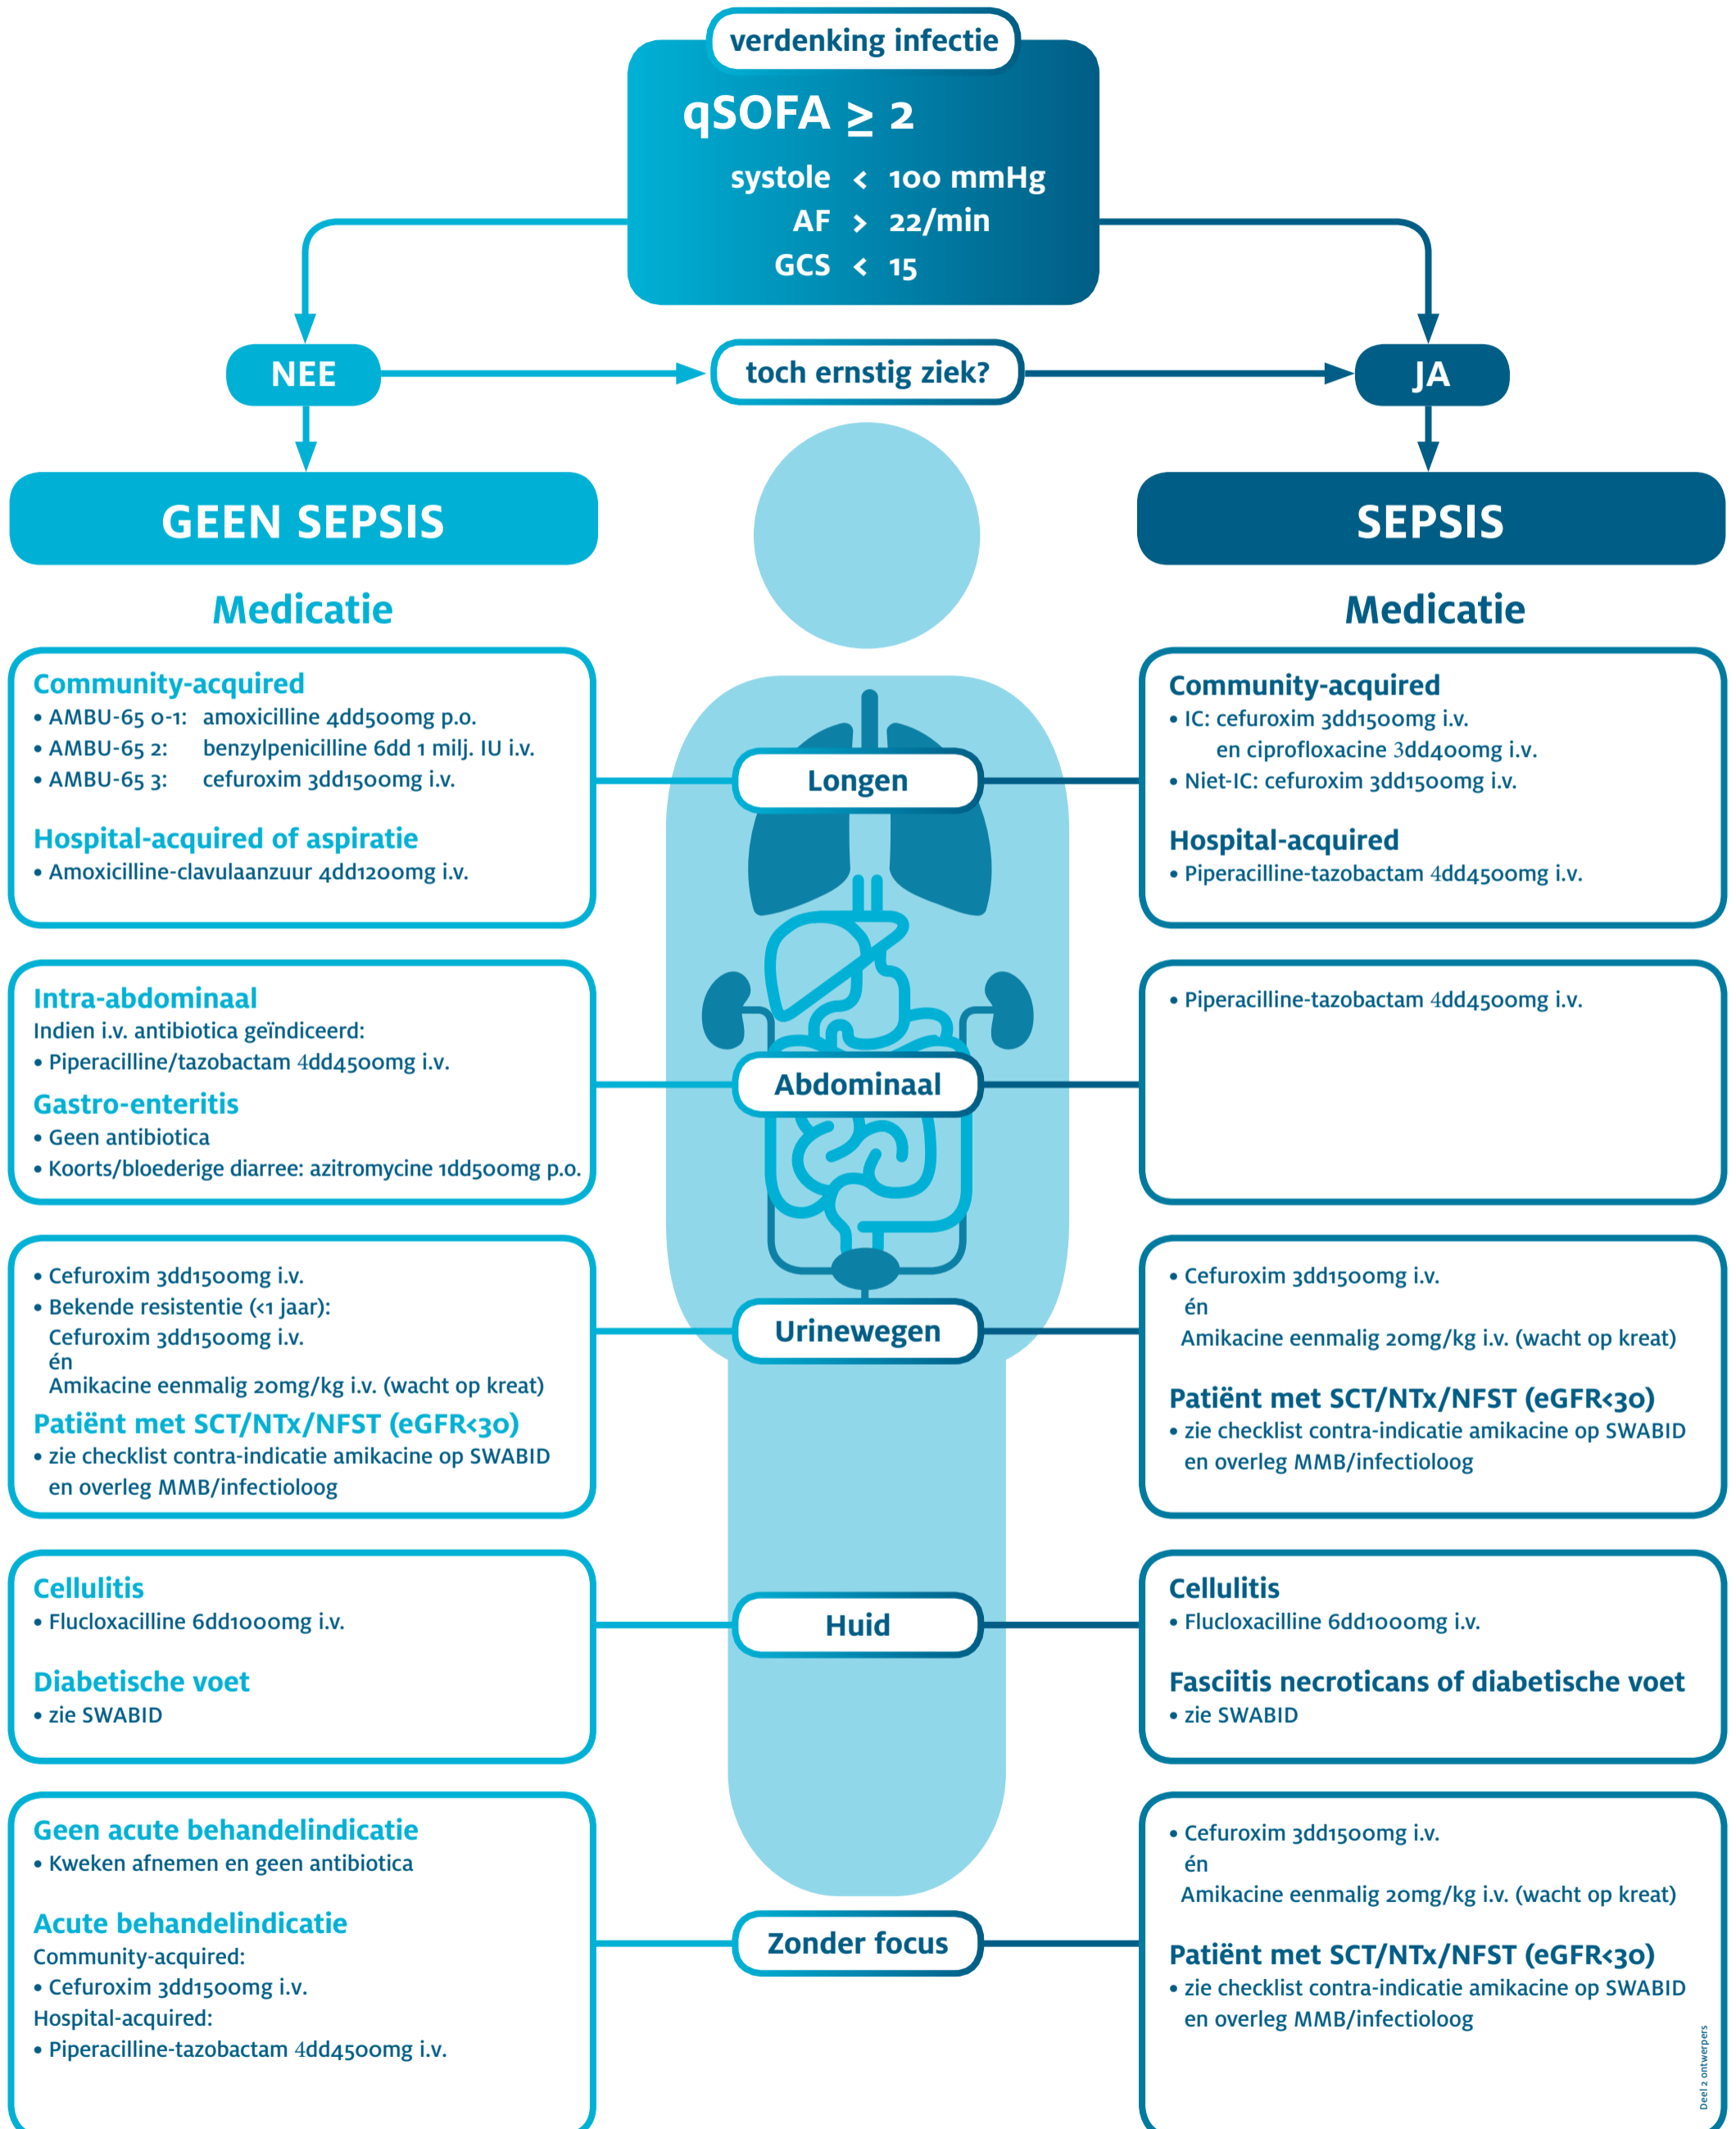 verdenking infectie
qSOFA ≥ 2
systole < 100 mmHg
AF > 22/min
GCS < 15
NEE
toch ernstig ziek?
JA
GEEN SEPSIS
SEPSIS
Medicatie
Medicatie
Community-acquired
• AMBU-65 0-1: amoxicilline 4dd500mg p.o.
• AMBU-65 2: benzylpenicilline 6dd 1 milj. IU i.v.
• AMBU-65 3: cefuroxim 3dd1500mg i.v.
Hospital-acquired of aspiratie
• Amoxicilline-clavulaanzuur 4dd1200mg i.v.
Longen
Community-acquired
• IC: cefuroxim 3dd1500mg i.v.
en ciprofloxacine 3dd400mg i.v.
• Niet-IC: cefuroxim 3dd1500mg i.v.
Hospital-acquired
• Piperacilline-tazobactam 4dd4500mg i.v.
Intra-abdominaal
Indien i.v. antibiotica geïndiceerd:
• Piperacilline/tazobactam 4dd4500mg i.v.
Gastro-enteritis
• Geen antibiotica
• Koorts/bloederige diarree: azitromycine 1dd500mg p.o.
Abdominaal
• Piperacilline-tazobactam 4dd4500mg i.v.
• Cefuroxim 3dd1500mg i.v.
• Bekende resistentie (<1 jaar):
Cefuroxim 3dd1500mg i.v.
én
Amikacine eenmalig 20mg/kg i.v. (wacht op kreat)
Patiënt met SCT/NTx/NFST (eGFR<30)
• zie checklist contra-indicatie amikacine op SWABID
en overleg MMB/infectioloog
Urinewegen
• Cefuroxim 3dd1500mg i.v.
én
Amikacine eenmalig 20mg/kg i.v. (wacht op kreat)
Patiënt met SCT/NTx/NFST (eGFR<30)
• zie checklist contra-indicatie amikacine op SWABID
en overleg MMB/infectioloog
Cellulitis
• Flucloxacilline 6dd1000mg i.v.
Diabetische voet
• zie SWABID
Huid
Cellulitis
• Flucloxacilline 6dd1000mg i.v.
Fasciitis necroticans of diabetische voet
• zie SWABID
Geen acute behandelindicatie
• Kweken afnemen en geen antibiotica
Acute behandelindicatie
Community-acquired:
• Cefuroxim 3dd1500mg i.v.
Hospital-acquired:
• Piperacilline-tazobactam 4dd4500mg i.v.
Zonder focus
• Cefuroxim 3dd1500mg i.v.
én
Amikacine eenmalig 20mg/kg i.v. (wacht op kreat)
Patiënt met SCT/NTx/NFST (eGFR<30)
• zie checklist contra-indicatie amikacine op SWABID
en overleg MMB/infectioloog
Deel 2 ontwerpers